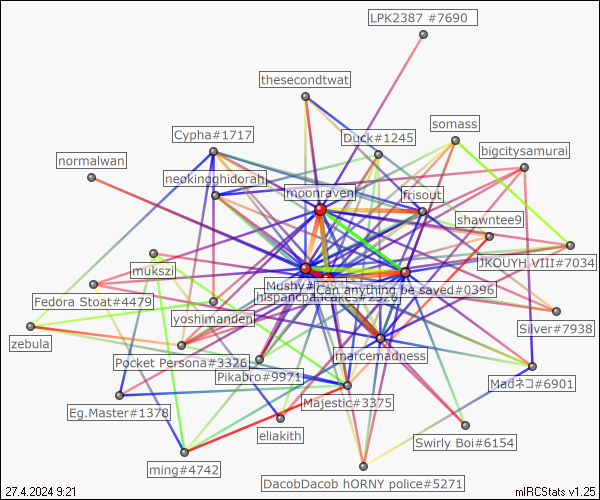 LPK2387 #7690
thesecondtwat
Cypha#1717
Duck#1245
somass
bigcitysamurai
normalwan
neokingghidorah
moonraven
frisout
shawntee9
mukszi
JKOUYH VIII#7034
Can anything be saved#0396
Fedora Stoat#4479
yoshimanden
Silver#7938
zebula
marcemadness
Pocket Persona#3326
Pikabro#9971
Madネコ#6901
Eg.Master#1378
Majestic#3375
eliakith
Swirly Boi#6154
ming#4742
DacobDacob hORNY police#5271
27.4.2024 9:21
mIRCStats v1.25